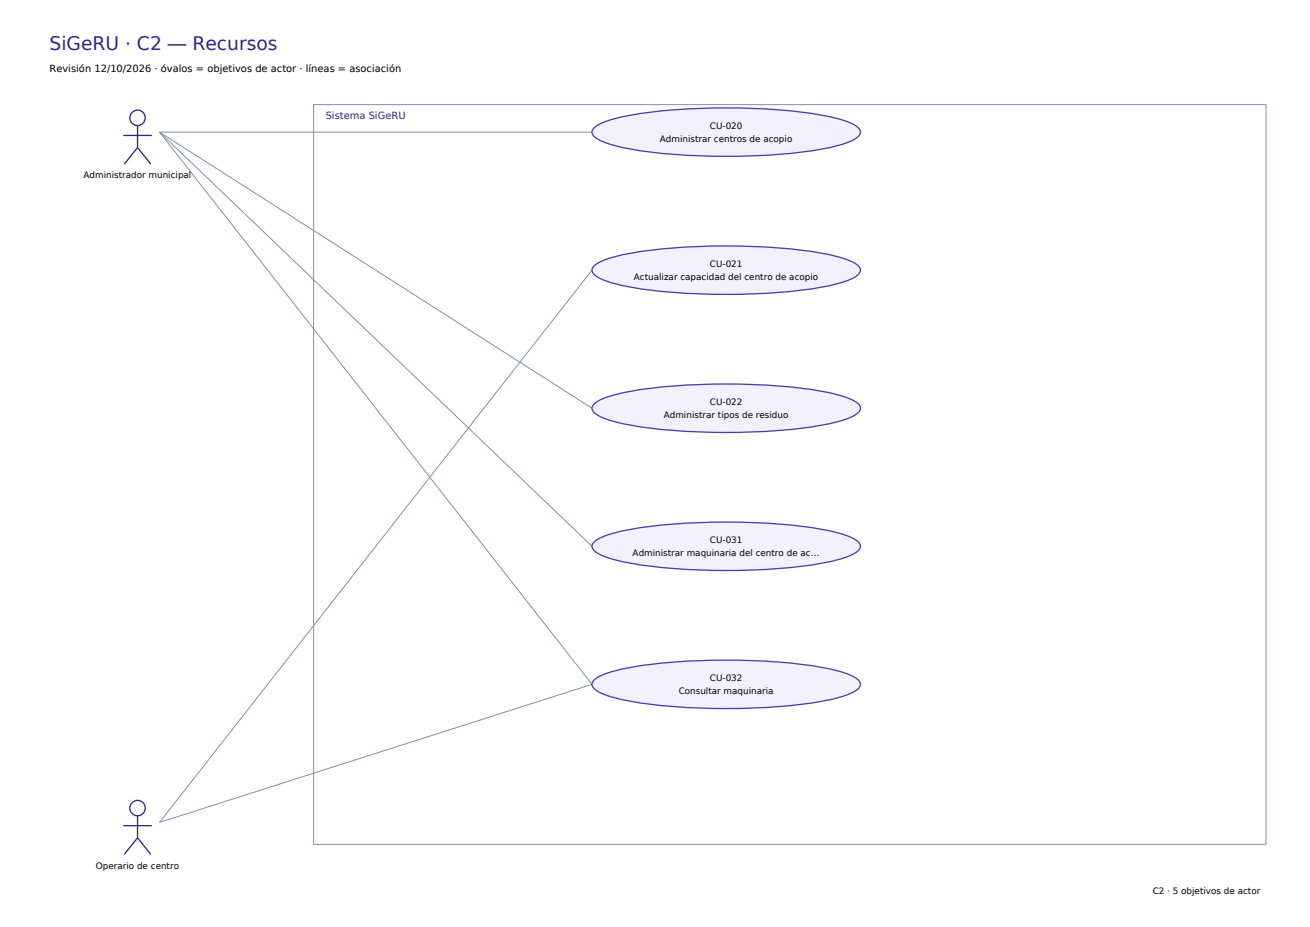 SiGeRU · C2 — Recursos
Revisión 12/10/2026 · óvalos = objetivos de actor · líneas = asociación
Sistema SiGeRU
CU-020
Administrar centros de acopio
Administrador municipal
CU-021
Actualizar capacidad del centro de acopio
CU-022
Administrar tipos de residuo
CU-031
Administrar maquinaria del centro de ac...
CU-032
Consultar maquinaria
Operario de centro
C2 · 5 objetivos de actor